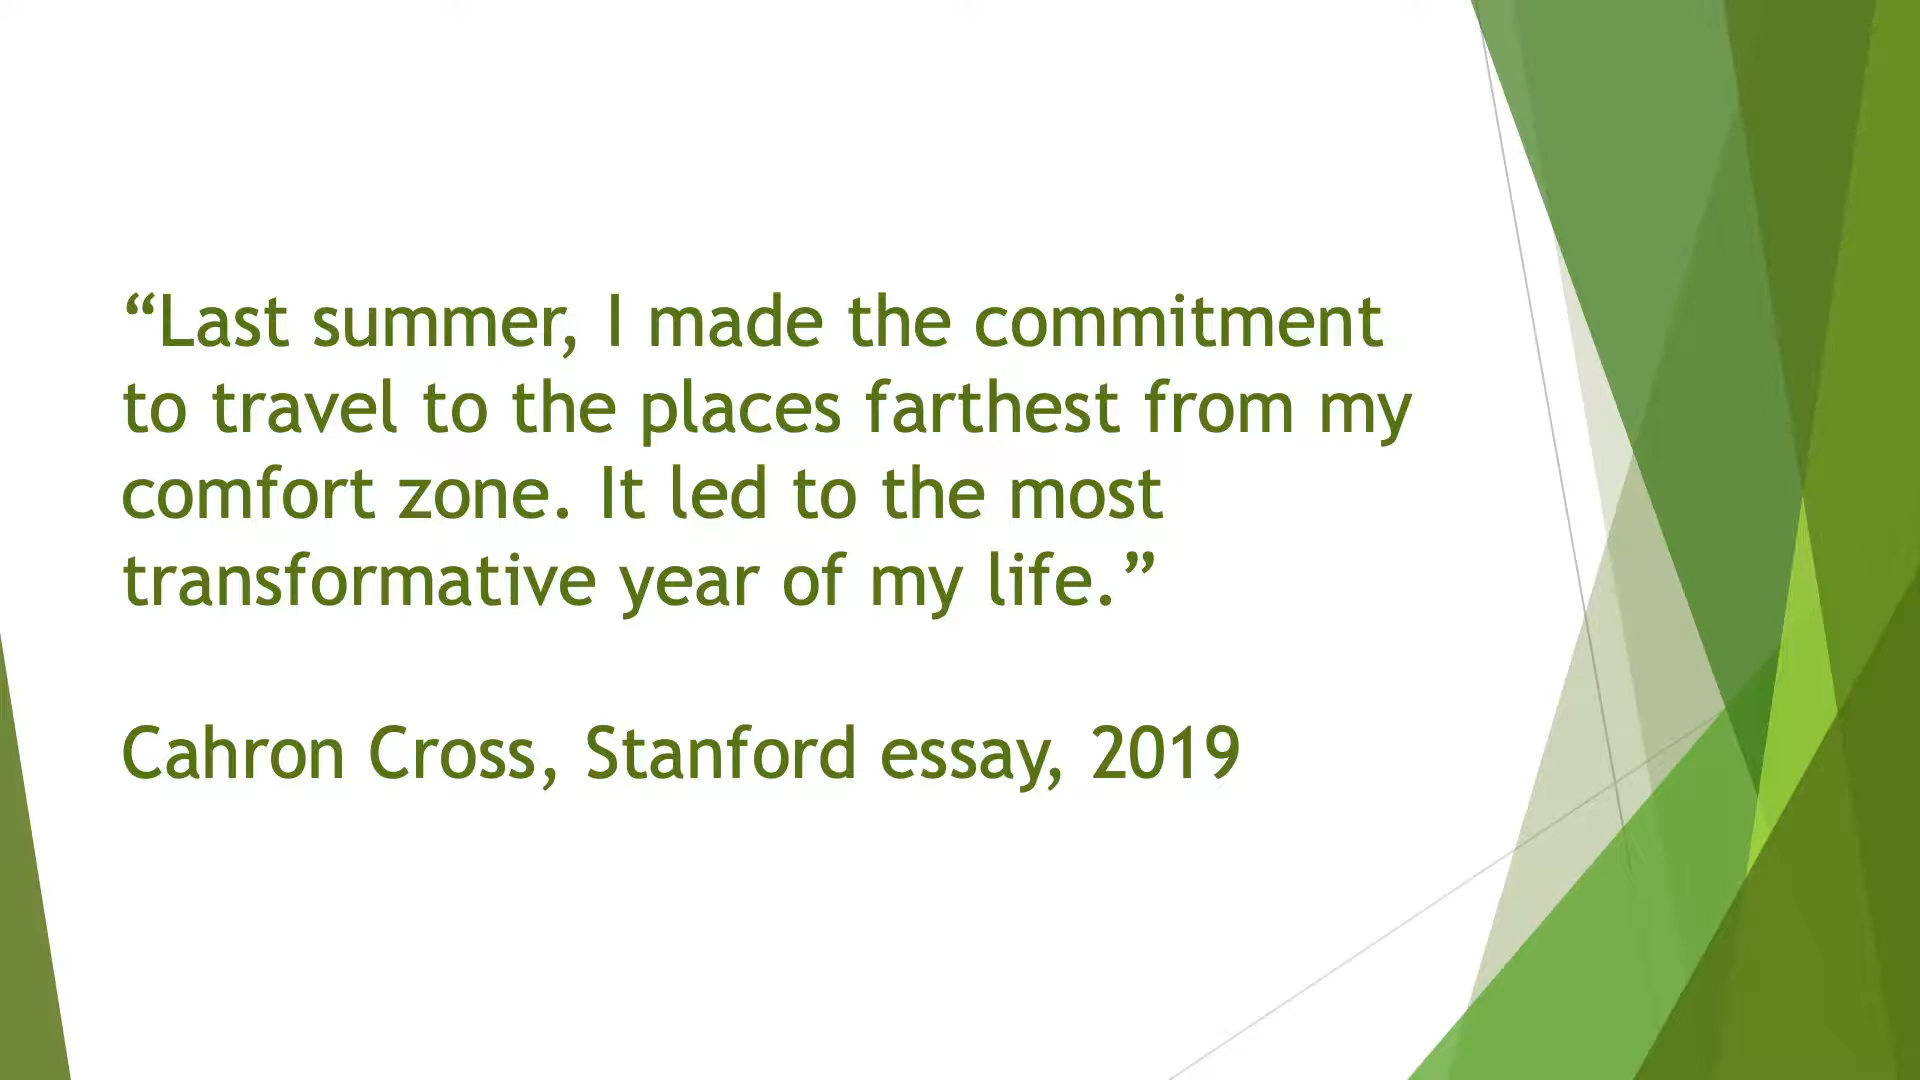 “Last summer, I made the commitment
to travel to the places farthest from my
comfort zone. It led to the most
transformative year of my life.”
Cahron Cross, Stanford essay, 2019